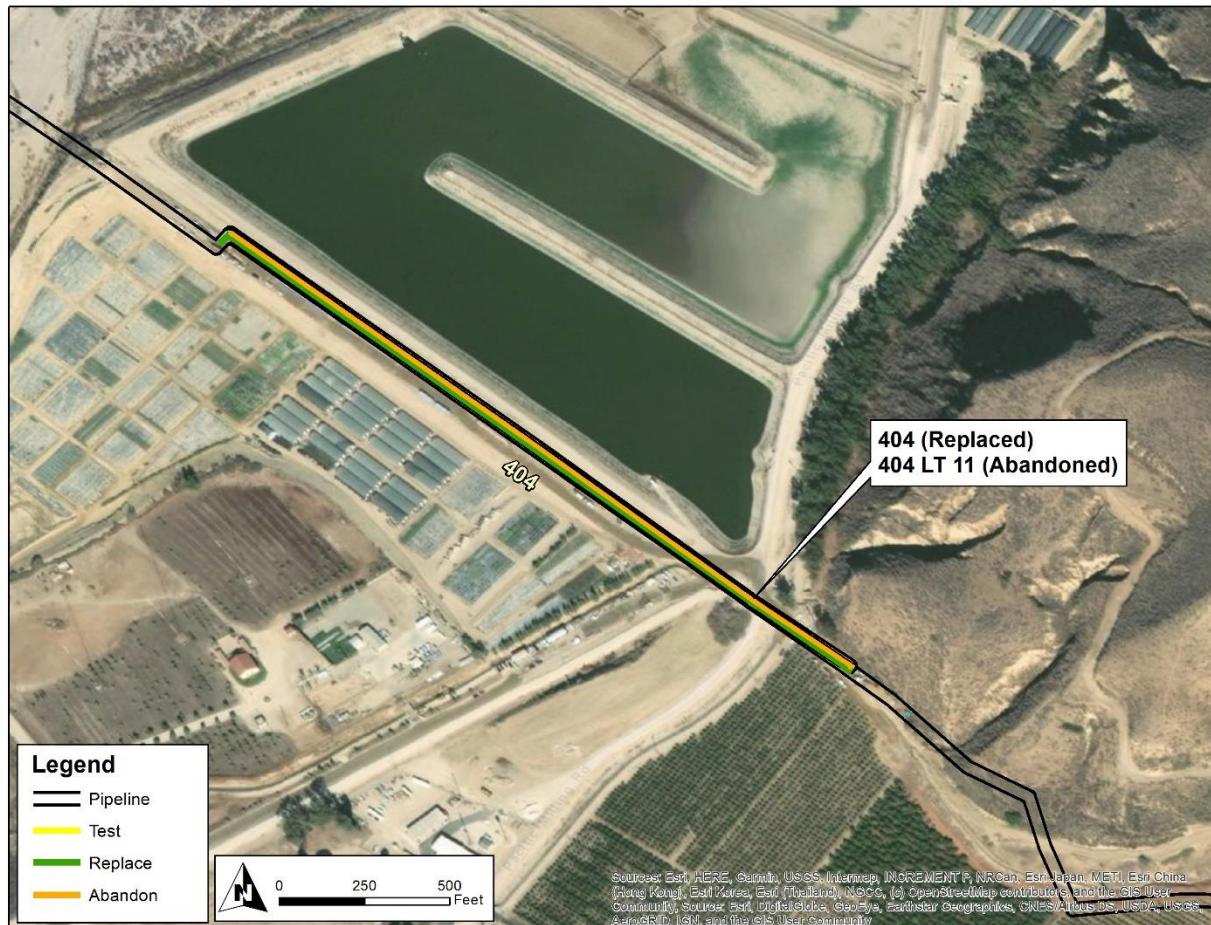 404 (Replaced)
404 LT 11 (Abandoned)
404
Legend
Pipeline
Test
Replace
Abandon
N
0 250 500
Feet
Sources: Esri, HERE, Garmin, USGS, Intermap, INCREMENT P, NRCan, Esri Japan, METI, Esri China
(Hong Kong), Esri Korea, Esri (Thailand), NGCC, (c) OpenStreetMap contributors, and the GIS User
Community, Source: Esri, DigitalGlobe, GeoEye, Earthstar Geographics, CNES/Airbus DS, USDA, USGS,
AeroGRID, IGN, and the GIS User Community